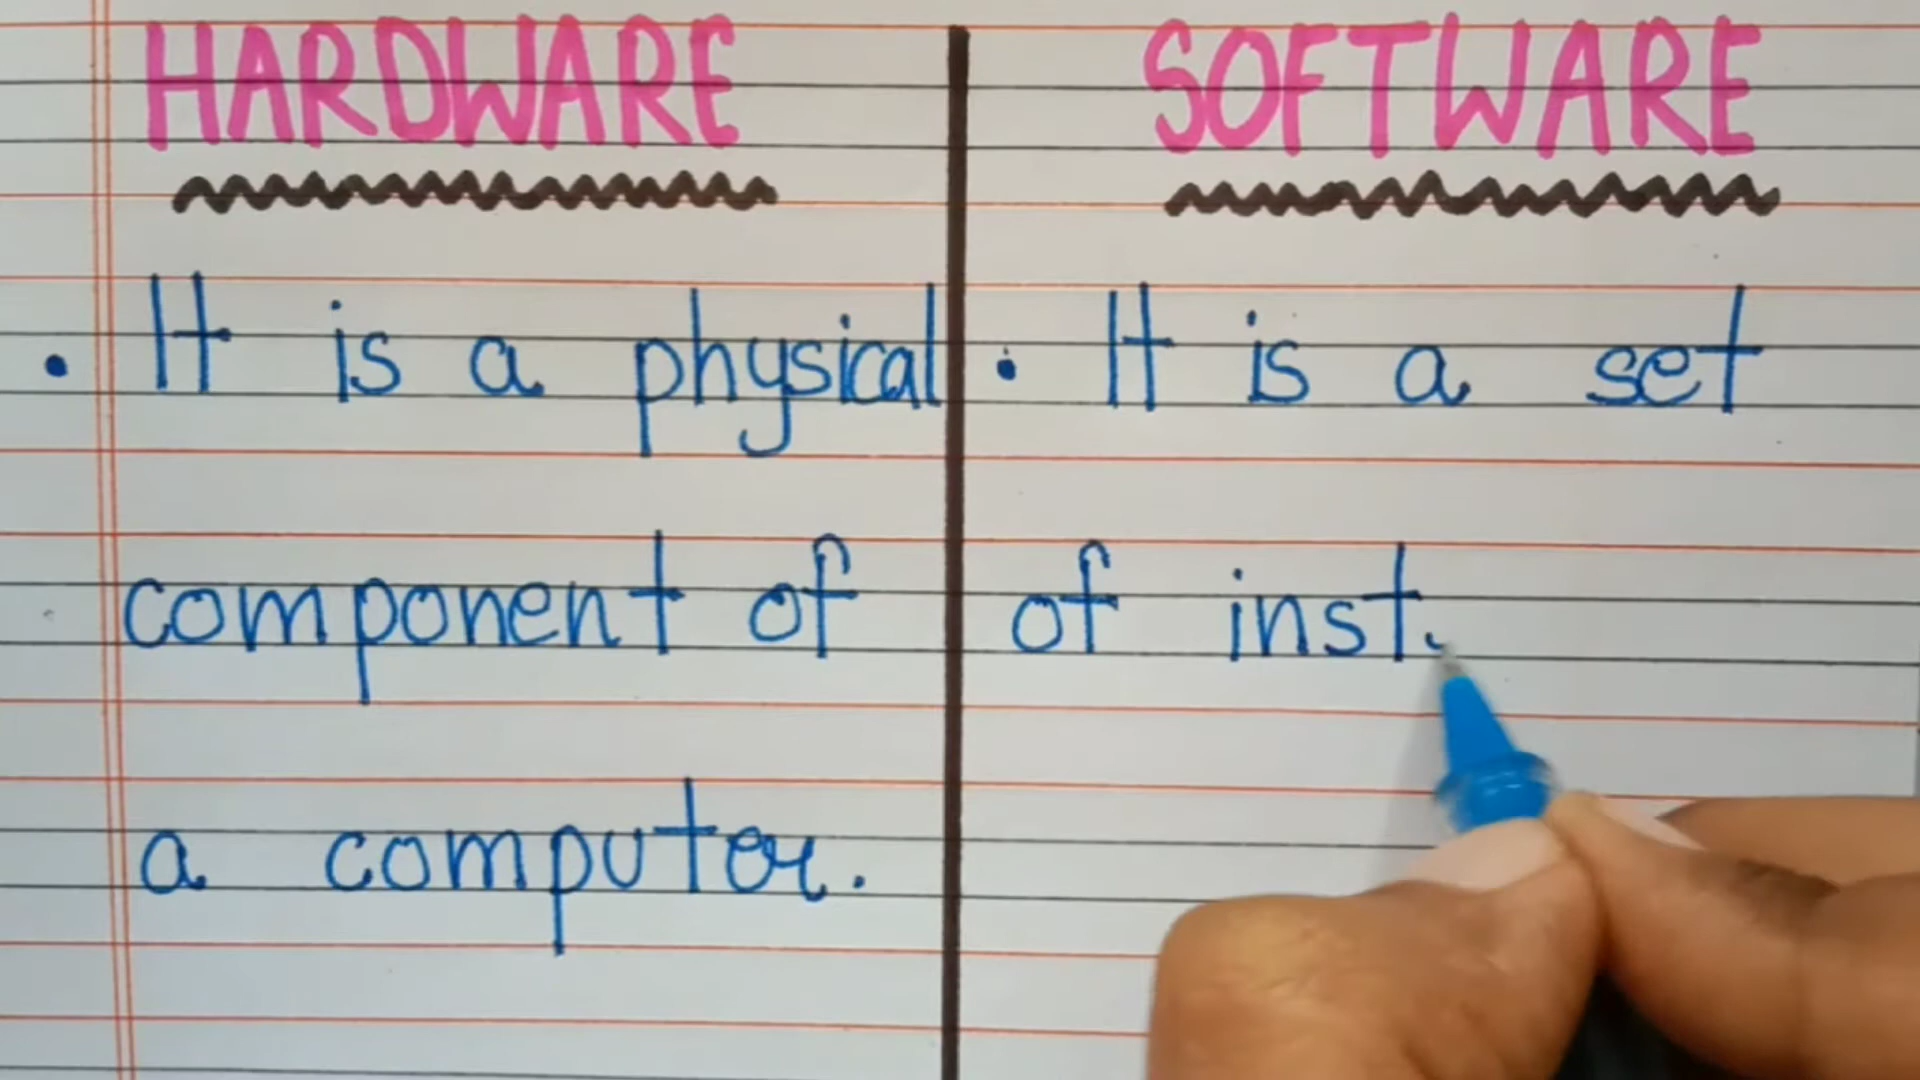 HARDWARE
• It is a physical
component of
a computer.
SOFTWARE
• It is a set
of inst